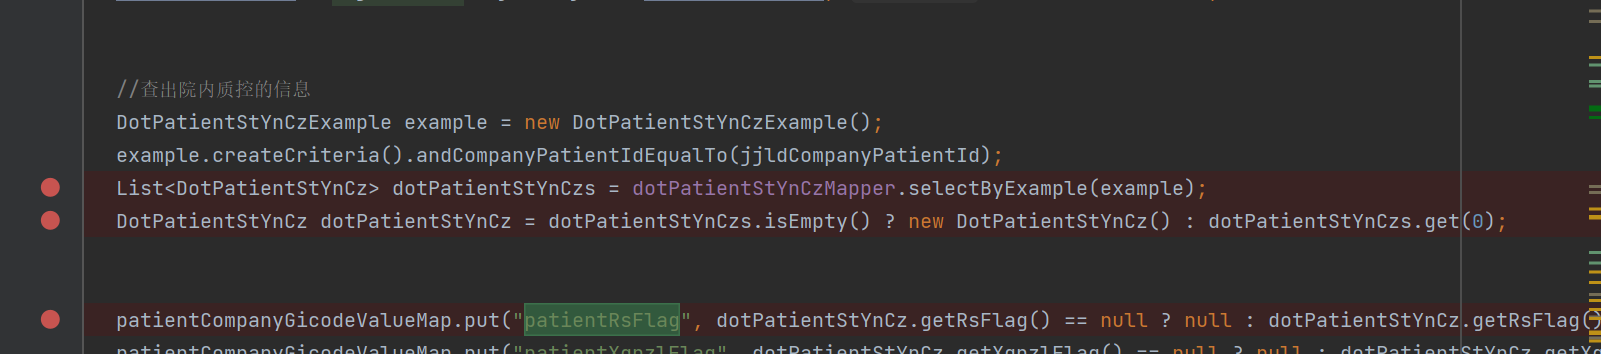 //查出院内质控的信息
DotPatientStYnCzExample example = new DotPatientStYnCzExample();
example.createCriteria().andCompanyPatientIdEqualTo(jjldCompanyPatientId);
List<DotPatientStYnCz> dotPatientStYnCzs = dotPatientStYnCzMapper.selectByExample(example);
DotPatientStYnCz dotPatientStYnCz = dotPatientStYnCzs.isEmpty() ? new DotPatientStYnCz() : dotPatientStYnCzs.get(0);
patientCompanyGicodeValueMap.put("patientRsFlag", dotPatientStYnCz.getRsFlag() == null ? null : dotPatientStYnCz.getRsFlag()